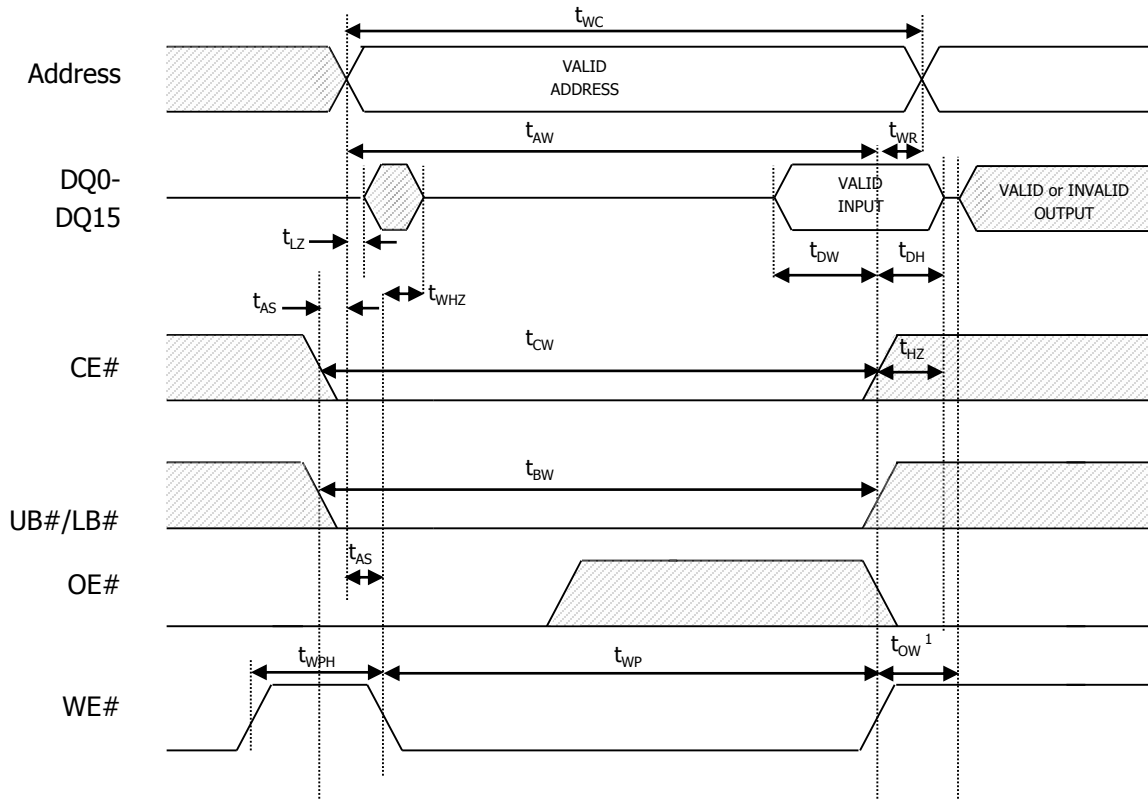 tWC
Address
VALID
ADDRESS
tAW
tWR
DQ0-
DQ15
VALID
INPUT
VALID or INVALID
OUTPUT
tLZ
tDW
tDH
tAS
tWHZ
CE#
tCW
tHZ
UB#/LB#
tBW
tAS
OE#
tWPH
tWP
tOW 1
WE#